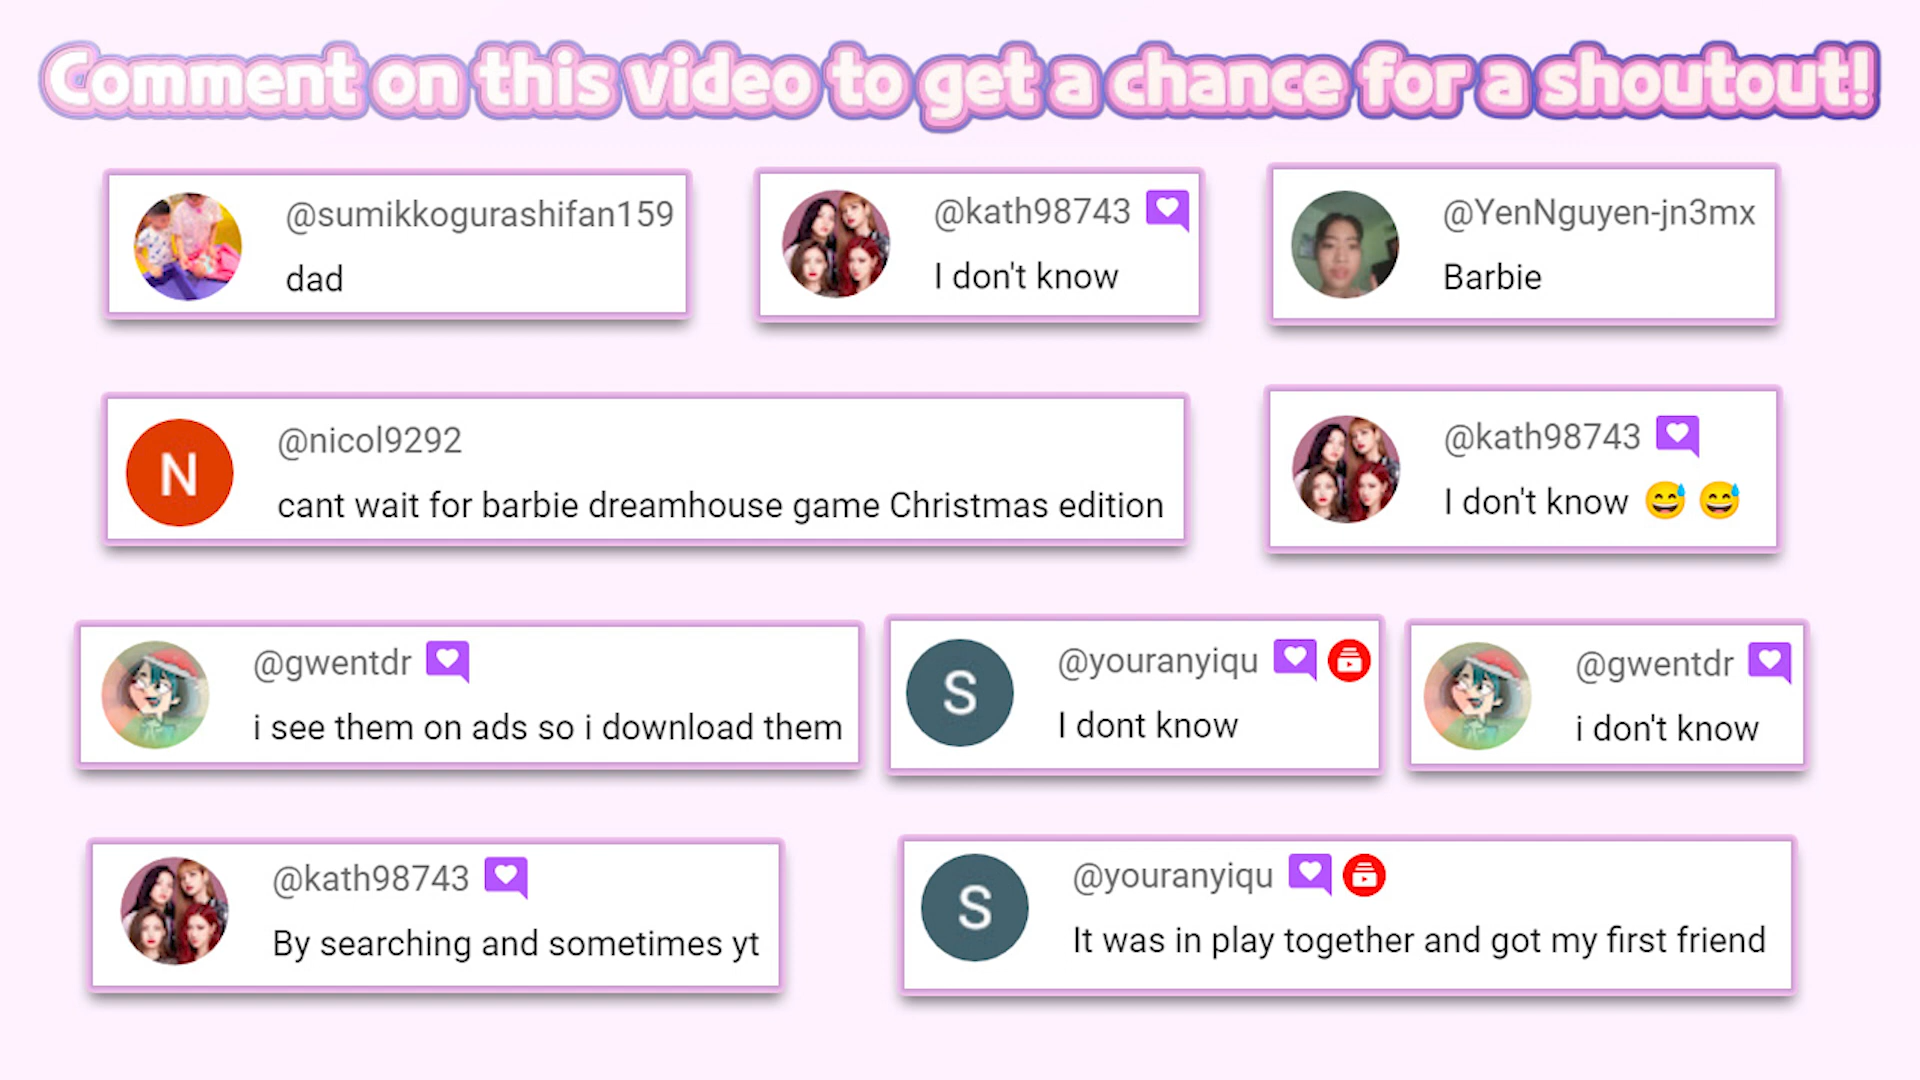 Comment on this video to get a chance for a shoutout!
@sumikkogurashifan159
dad
@kath98743
I don't know
@YenNguyen-jn3mx
Barbie
N
@nicol9292
cant wait for barbie dreamhouse game Christmas edition
@kath98743
I don't know 😅 😅
@gwentdr
i see them on ads so i download them
S
@youranyiqu
I dont know
@gwentdr
i don't know
@kath98743
By searching and sometimes yt
S
@youranyiqu
It was in play together and got my first friend